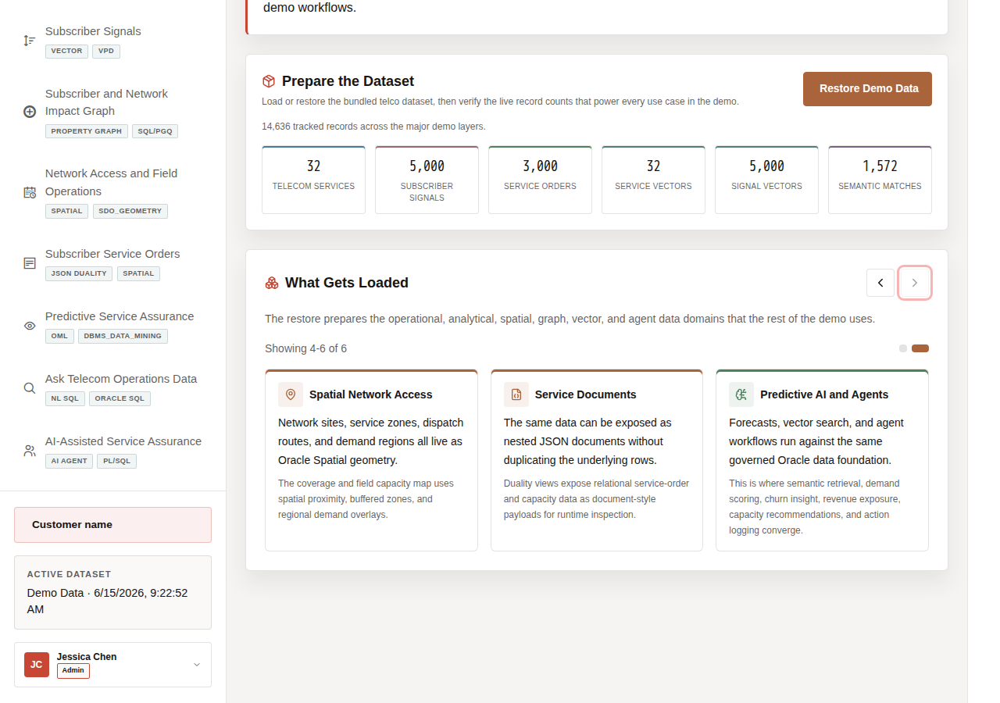 Subscriber Signals
VECTOR VPD
Subscriber and Network
Impact Graph
PROPERTY GRAPH SQL/PGQ
Network Access and Field
Operations
SPATIAL SDO_GEOMETRY
Subscriber Service Orders
JSON DUALITY SPATIAL
Predictive Service Assurance
OML DBMS_DATA_MINING
Ask Telecom Operations Data
NL SQL ORACLE SQL
AI-Assisted Service Assurance
AI AGENT PL/SQL
Customer name
ACTIVE DATASET
Demo Data · 6/15/2026, 9:22:52
AM
JC
Jessica Chen
Admin
demo workflows.
Prepare the Dataset
Load or restore the bundled telco dataset, then verify the live record counts that power every use case in the demo.
Restore Demo Data
14,636 tracked records across the major demo layers.
32
TELECOM SERVICES
5,000
SUBSCRIBER
SIGNALS
3,000
SERVICE ORDERS
32
SERVICE VECTORS
5,000
SIGNAL VECTORS
1,572
SEMANTIC MATCHES
What Gets Loaded
The restore prepares the operational, analytical, spatial, graph, vector, and agent data domains that the rest of the demo uses.
Showing 4-6 of 6
Spatial Network Access
Network sites, service zones, dispatch
routes, and demand regions all live as
Oracle Spatial geometry.
The coverage and field capacity map uses
spatial proximity, buffered zones, and
regional demand overlays.
Service Documents
The same data can be exposed as
nested JSON documents without
duplicating the underlying rows.
Duality views expose relational service-order
and capacity data as document-style
payloads for runtime inspection.
Predictive AI and Agents
Forecasts, vector search, and agent
workflows run against the same
governed Oracle data foundation.
This is where semantic retrieval, demand
scoring, churn insight, revenue exposure,
capacity recommendations, and action
logging converge.